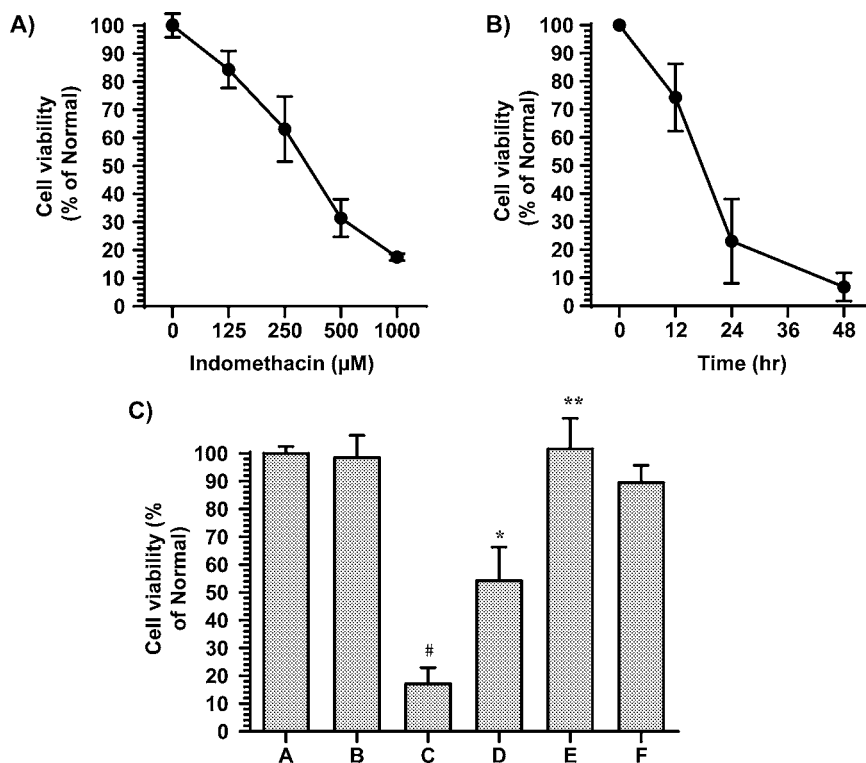 A)
100
90
80
70
60
50
40
30
20
10
0
Cell viability
(% of Normal)
0 125 250 500 1000
Indomethacin (µM)
B)
100
90
80
70
60
50
40
30
20
10
0
Cell viability
(% of Normal)
0 12 24 36 48
Time (hr)
C)
100
90
80
70
60
50
40
30
20
10
0
Cell viability (%
of Normal)
#
*
**
A B C D E F